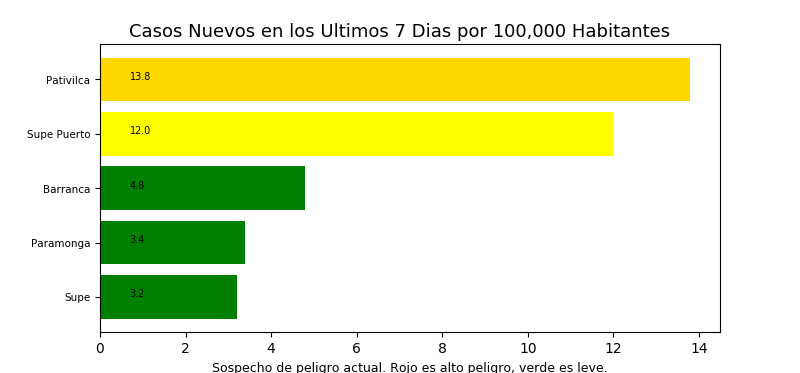 Casos Nuevos en los Ultimos 7 Dias por 100,000 Habitantes
Pativilca 13.8
Supe Puerto 12.0
Barranca 4.8
Paramonga 3.4
Supe 3.2
0 2 4 6 8 10 12 14
Sospecho de peligro actual. Rojo es alto peligro, verde es leve.